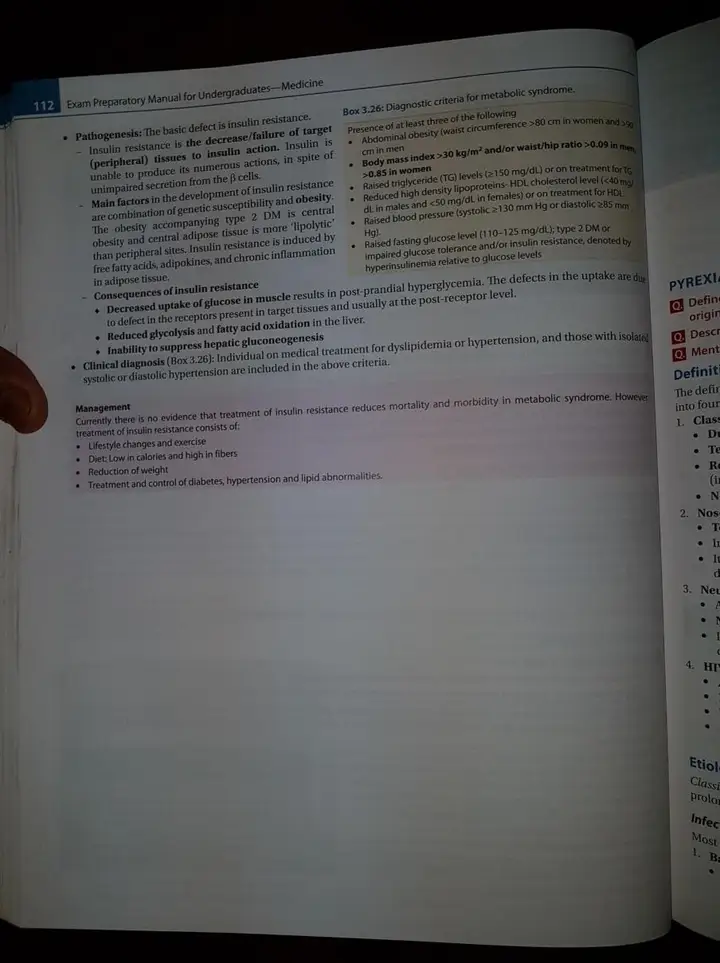 112 Exam Preparatory Manual for Undergraduates—Medicine
• Pathogenesis: The basic defect is insulin resistance.
– Insulin resistance is the decrease/failure of target
(peripheral) tissues to insulin action. Insulin is
unable to produce its numerous actions, in spite of
unimpaired secretion from the β cells.
– Main factors in the development of insulin resistance
are combination of genetic susceptibility and obesity.
The obesity accompanying type 2 DM is central
obesity and central adipose tissue is more ‘lipolytic’
than peripheral sites. Insulin resistance is induced by
free fatty acids, adipokines, and chronic inflammation
in adipose tissue.
Box 3.26: Diagnostic criteria for metabolic syndrome.
Presence of at least three of the following
• Abdominal obesity (waist circumference >80 cm in women and >90
cm in men
• Body mass index >30 kg/m² and/or waist/hip ratio >0.09 in men,
>0.85 in women
• Raised triglyceride (TG) levels (≥150 mg/dL) or on treatment for TG
• Reduced high density lipoproteins- HDL cholesterol level (<40 mg/
dL in males and <50 mg/dL in females) or on treatment for HDL
• Raised blood pressure (systolic ≥130 mm Hg or diastolic ≥85 mm
Hg).
• Raised fasting glucose level (110–125 mg/dL); type 2 DM or
impaired glucose tolerance and/or insulin resistance, denoted by
hyperinsulinemia relative to glucose levels
– Consequences of insulin resistance
♦ Decreased uptake of glucose in muscle results in post-prandial hyperglycemia. The defects in the uptake are due
to defect in the receptors present in target tissues and usually at the post-receptor level.
♦ Reduced glycolysis and fatty acid oxidation in the liver.
♦ Inability to suppress hepatic gluconeogenesis
• Clinical diagnosis (Box 3.26): Individual on medical treatment for dyslipidemia or hypertension, and those with isolated
systolic or diastolic hypertension are included in the above criteria.
Management
Currently there is no evidence that treatment of insulin resistance reduces mortality and morbidity in metabolic syndrome. However
treatment of insulin resistance consists of:
• Lifestyle changes and exercise
• Diet: Low in calories and high in fibers
• Reduction of weight
• Treatment and control of diabetes, hypertension and lipid abnormalities.
PYREXI
Q. Defin
origin
Q. Descr
Q. Ment
Definiti
The defin
into four
1. Class
• Du
• Te
• Re
(i
• N
2. Nos
• T
• I
• It
d
3. Neu
• A
• N
• I
4. HI
Etiol
Classi
prolo
Infec
Most
1. Ba